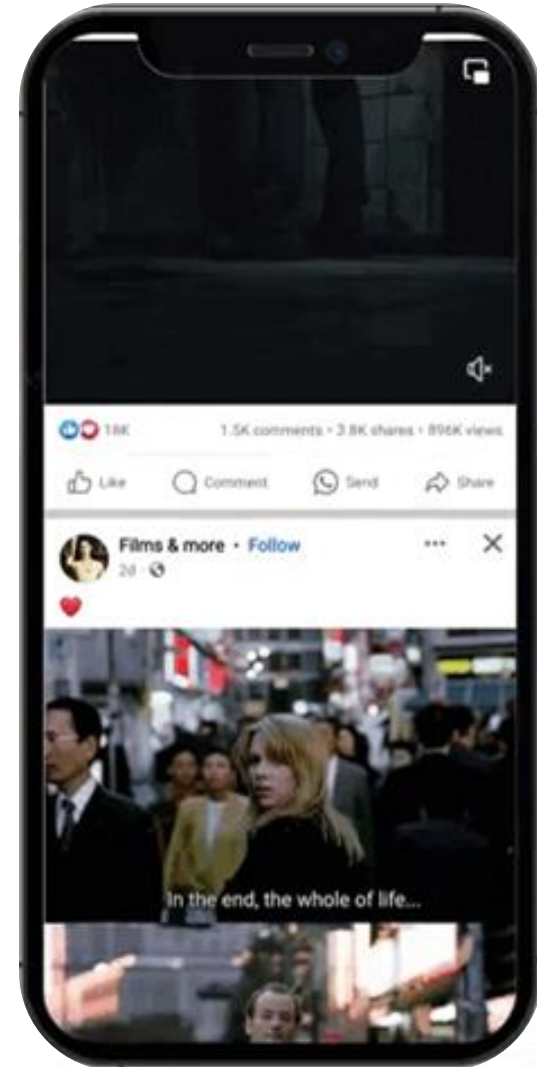 18K 1.5K comments • 3.8K shares • 896K views
Like Comment Send Share
Films & more • Follow
2d
In the end, the whole of life...